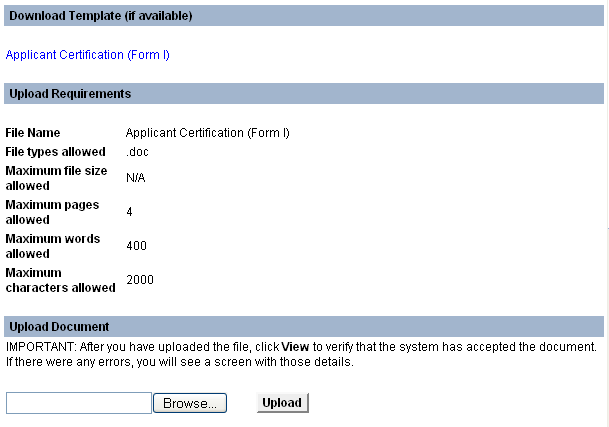 Download Template (if available)
Applicant Certification (Form I)
Upload Requirements
File Name Applicant Certification (Form I)
File types allowed .doc
Maximum file size
allowed N/A
Maximum pages
allowed 4
Maximum words
allowed 400
Maximum
characters allowed 2000
Upload Document
IMPORTANT: After you have uploaded the file, click View to verify that the system has accepted the document.
If there were any errors, you will see a screen with those details.
Browse... Upload